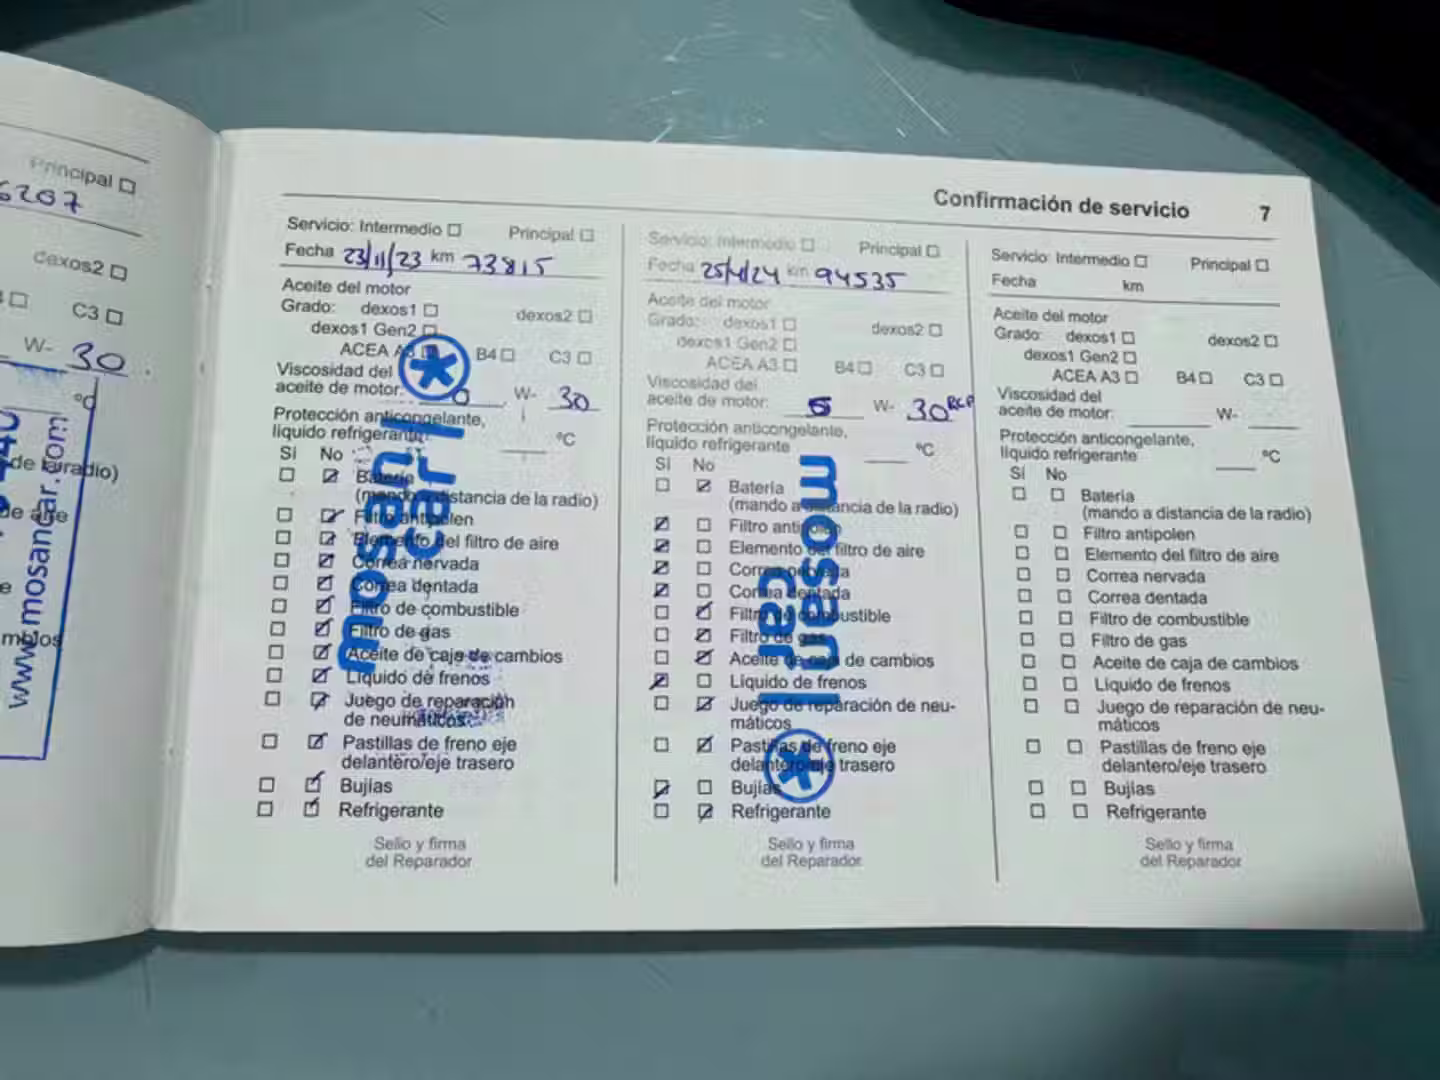 Principal
6207
dexos2
C3
W- 30
ºC
de la radio)
de aire
mbios
www.mosancar.com
Confirmación de servicio 7
Servicio: Intermedio Principal
Fecha 23/11/23 km 73815
Aceite del motor
Grado: dexos1 dexos2
dexos1 Gen2
ACEA A3 B4 C3
Viscosidad del
aceite de motor: 0 W- 30
Protección anticongelante,
líquido refrigerante ºC
Sí No
Batería
(mando a distancia de la radio)
Filtro antipolen
Elemento del filtro de aire
Correa nervada
Correa dentada
Filtro de combustible
Filtro de gas
Aceite de caja de cambios
Líquido de frenos
Juego de reparación
de neumáticos
Pastillas de freno eje
delantero/eje trasero
Bujías
Refrigerante
Sello y firma
del Reparador
mosan
car
Servicio: Intermedio Principal
Fecha 25/4/24 km 94535
Aceite del motor
Grado: dexos1 dexos2
dexos1 Gen2
ACEA A3 B4 C3
Viscosidad del
aceite de motor: 5 W- 30 RCP
Protección anticongelante,
líquido refrigerante ºC
Sí No
Batería
(mando a distancia de la radio)
Filtro antipolen
Elemento del filtro de aire
Correa nervada
Correa dentada
Filtro de combustible
Filtro de gas
Aceite de caja de cambios
Líquido de frenos
Juego de reparación de neu-
máticos
Pastillas de freno eje
delantero/eje trasero
Bujías
Refrigerante
Sello y firma
del Reparador
mosan
car
Servicio: Intermedio Principal
Fecha km
Aceite del motor
Grado: dexos1 dexos2
dexos1 Gen2
ACEA A3 B4 C3
Viscosidad del
aceite de motor: W-
Protección anticongelante,
líquido refrigerante ºC
Sí No
Batería
(mando a distancia de la radio)
Filtro antipolen
Elemento del filtro de aire
Correa nervada
Correa dentada
Filtro de combustible
Filtro de gas
Aceite de caja de cambios
Líquido de frenos
Juego de reparación de neu-
máticos
Pastillas de freno eje
delantero/eje trasero
Bujías
Refrigerante
Sello y firma
del Reparador